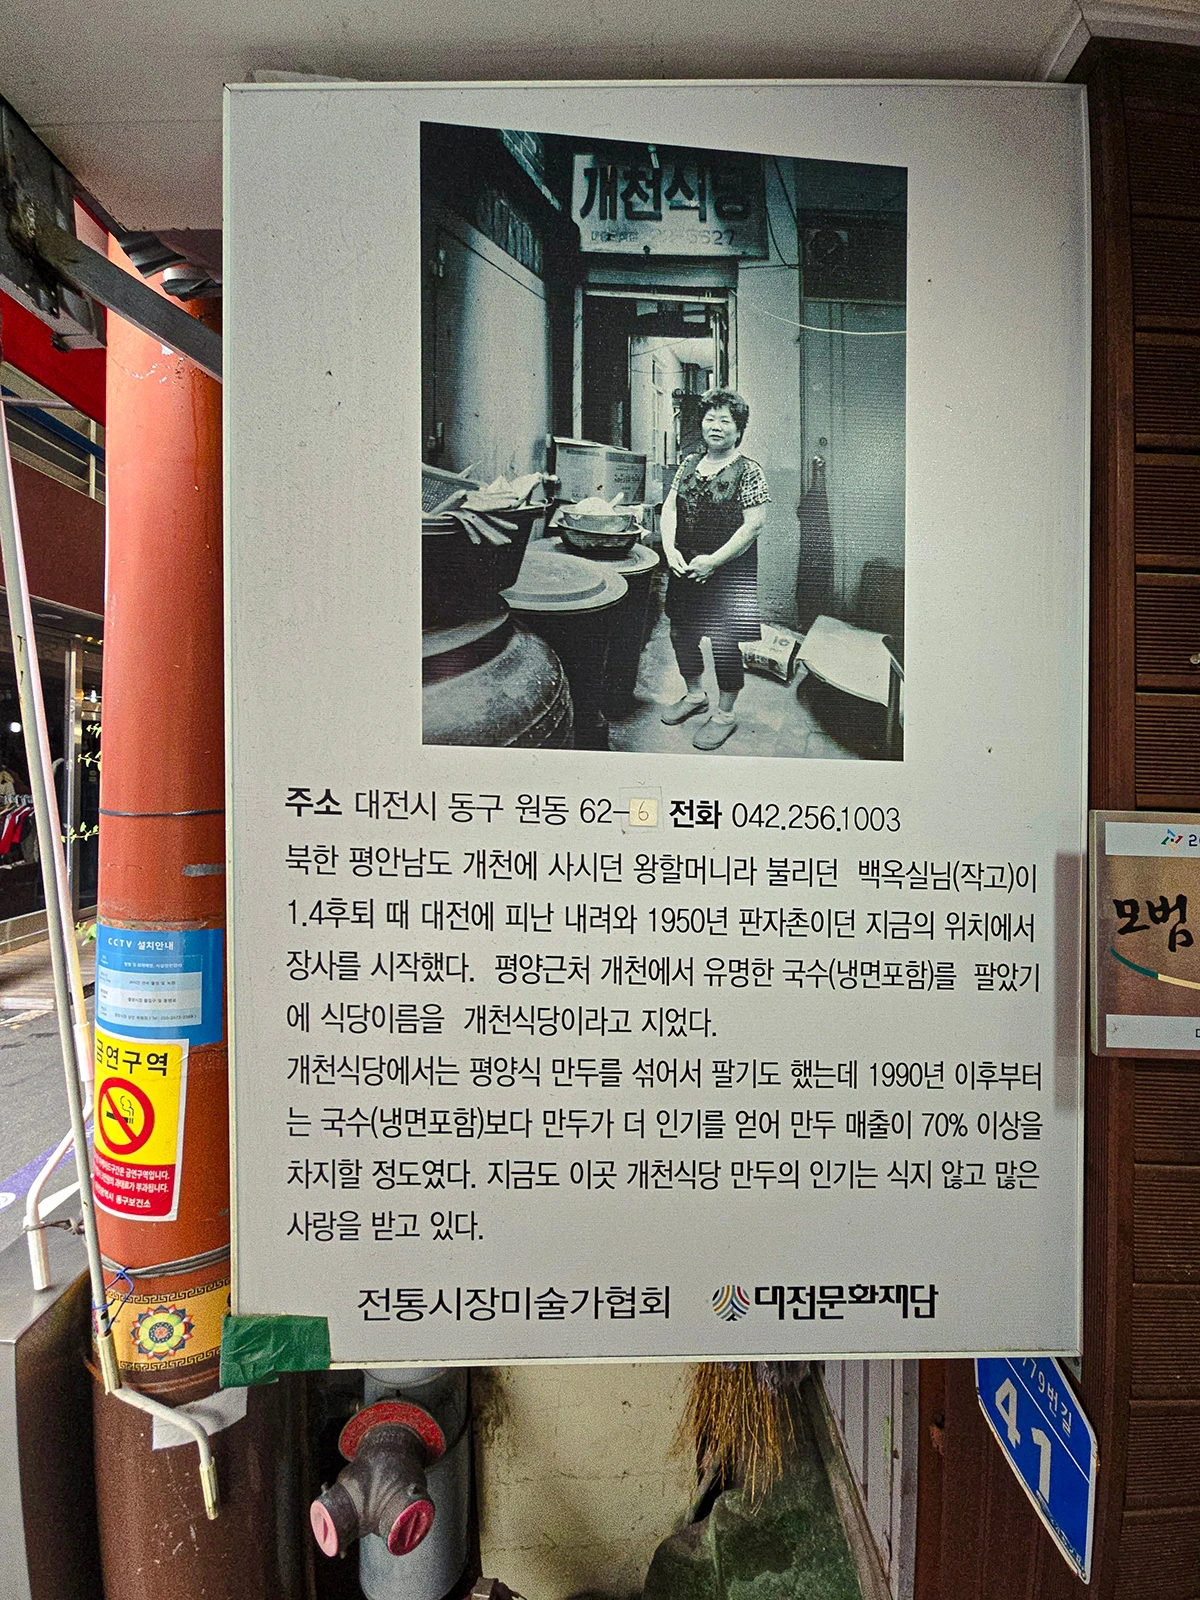 개천식당
22-5527
주소 대전시 동구 원동 62-6 전화 042.256.1003
북한 평안남도 개천에 사시던 왕할머니라 불리던 백옥실님(작고)이
1.4후퇴 때 대전에 피난 내려와 1950년 판자촌이던 지금의 위치에서
장사를 시작했다. 평양근처 개천에서 유명한 국수(냉면포함)를 팔았기
에 식당이름을 개천식당이라고 지었다.
개천식당에서는 평양식 만두를 섞어서 팔기도 했는데 1990년 이후부터
는 국수(냉면포함)보다 만두가 더 인기를 얻어 만두 매출이 70% 이상을
차지할 정도였다. 지금도 이곳 개천식당 만두의 인기는 식지 않고 많은
사랑을 받고 있다.
전통시장미술가협회 대전문화재단
CCTV 설치안내
금연구역
동구보건소
모범
779번길
41